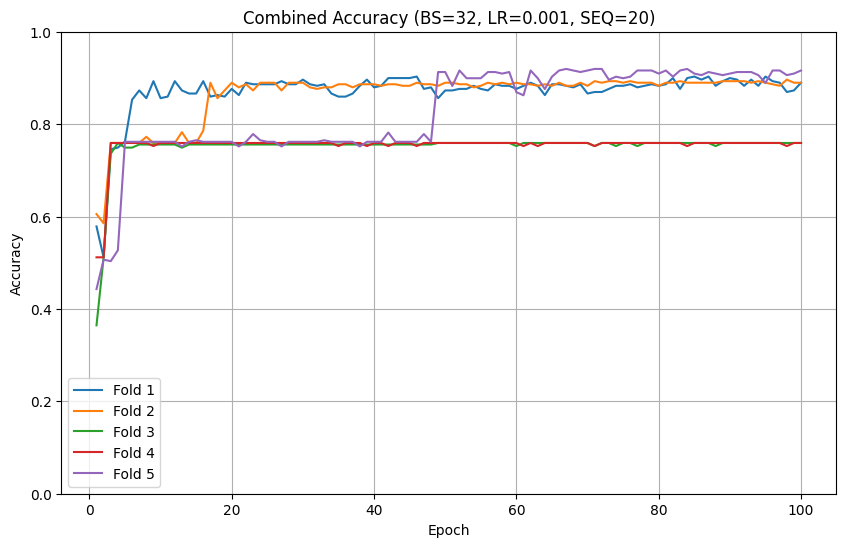 Combined Accuracy (BS=32, LR=0.001, SEQ=20)
Accuracy
1.0
0.8
0.6
0.4
0.2
0.0
Fold 1
Fold 2
Fold 3
Fold 4
Fold 5
0 20 40 60 80 100
Epoch